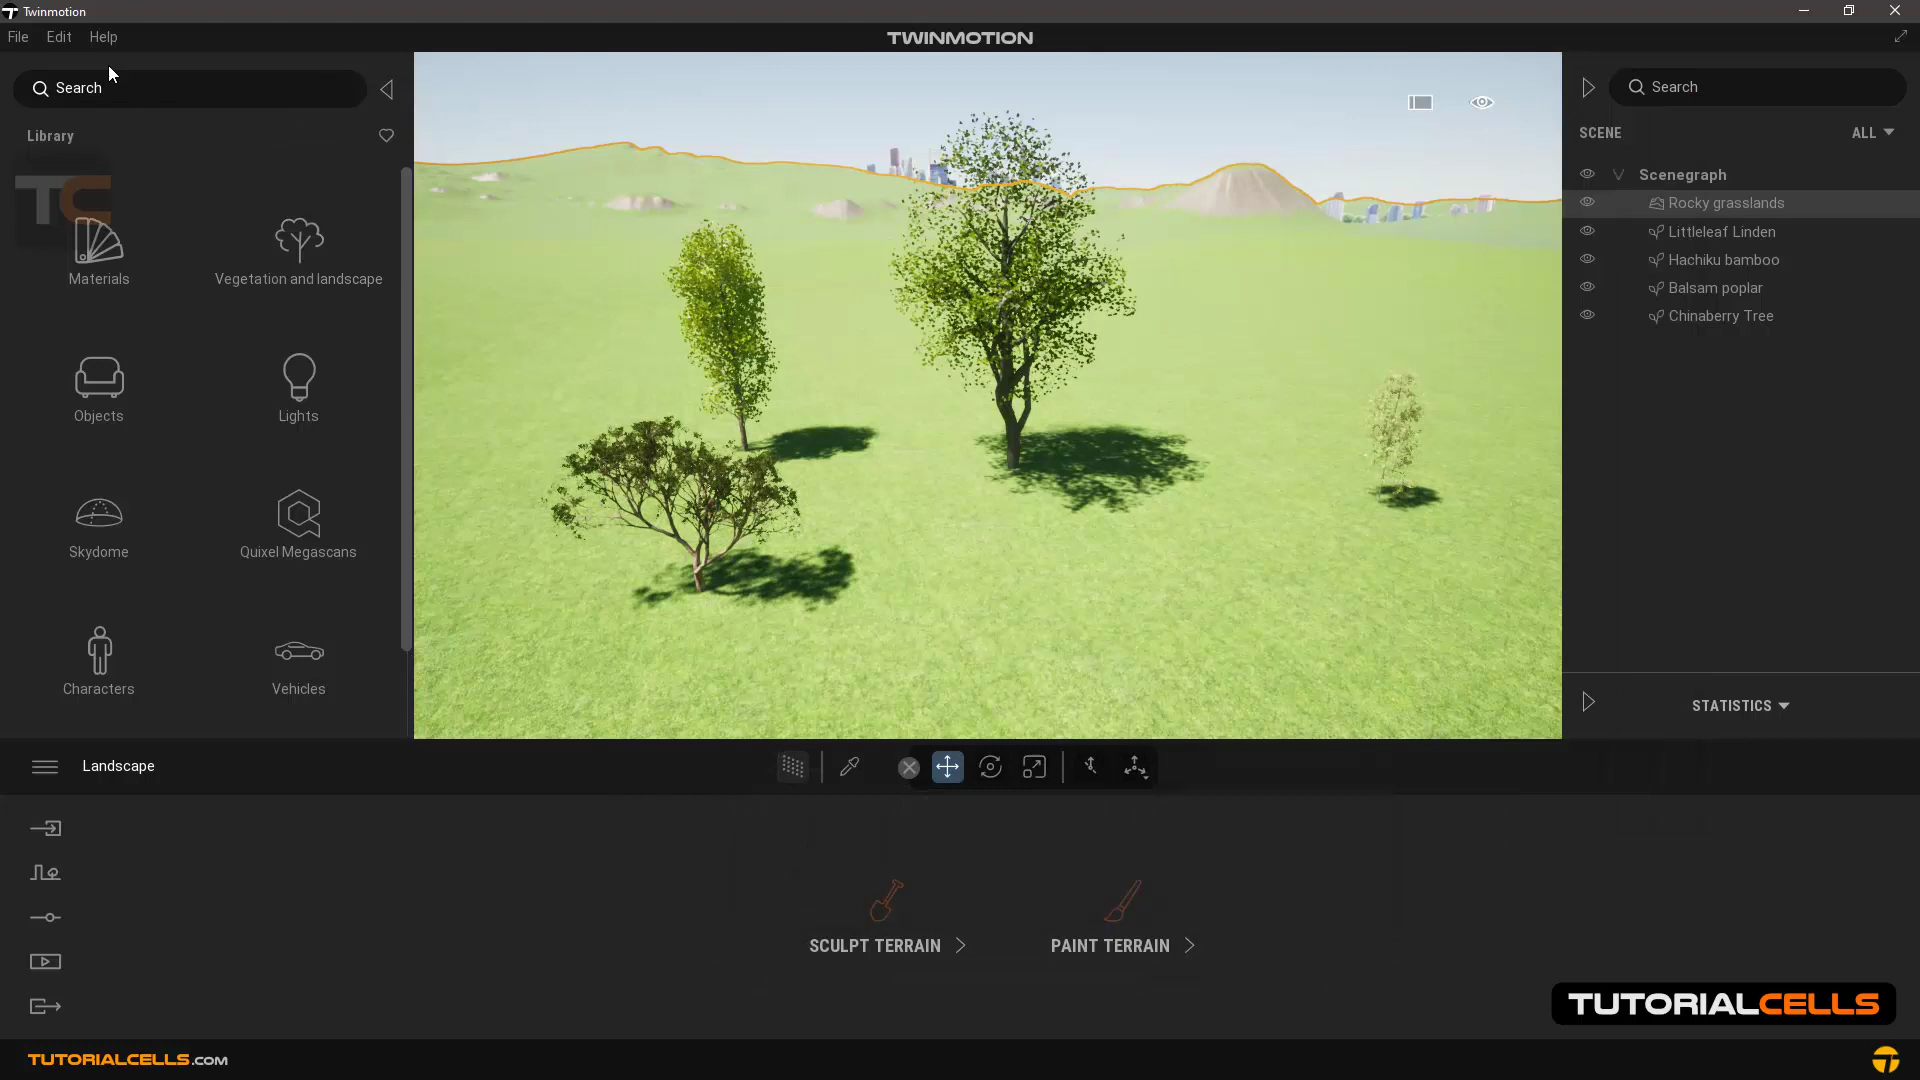 Twinmotion
File Edit Help
TWINMOTION
Search
Library
TC
Materials
Vegetation and landscape
Objects
Lights
Skydome
Quixel Megascans
Characters
Vehicles
Search
SCENE ALL
Scenegraph
Rocky grasslands
Littleleaf Linden
Hachiku bamboo
Balsam poplar
Chinaberry Tree
STATISTICS
Landscape
SCULPT TERRAIN
PAINT TERRAIN
TUTORIALCELLS
TUTORIALCELLS.COM